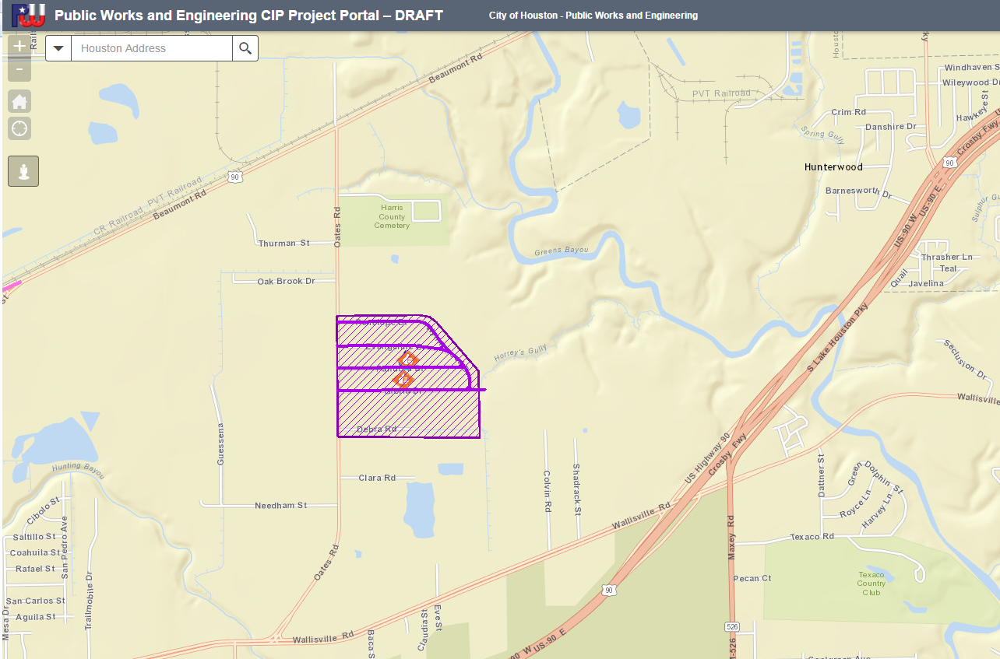 Public Works and Engineering CIP Project Portal – DRAFT
City of Houston - Public Works and Engineering
+
Houston Address
-
Beaumont Rd
PVT Railroad
Windhaven S
Wileywood Dr
Crim Rd
Hawkeye St
Danshire Dr
Crosby Fwy
Spring Gully
90
Hunterwood
90
CR Railroad
PVT Railroad
Beaumont Rd
Barnesworth Dr
US-90 E
US-90 W
Harris
County
Cemetery
Oates Rd
Thurman St
Greens Bayou
Thrasher Ln
Teal
Quail
Javelina
Oak Brook Dr
S Lake Houston Pky
Horrey's Gully
Seclusion Dr
Wallisville
Debra Rd
Guessena
US Highway 90
Crosby Fwy
Hunting Bayou
Clara Rd
Colvin Rd
Shadrack St
Dattner St
Green
Dolphin St
Royce Ln
Harvey Ln
Needham St
Wallisville Rd
Cibolo St
Saltillo St
San Pedro Ave
Coahuila St
Rafael St
Maxey Rd
Texaco Rd
Oates Rd
Pecan Ct
Texaco
Country
Club
90
San Carlos St
Aguila St
Mesa Dr
Trailmobile Dr
Eve St
Claudia St
526
Wallisville Rd
Baca S
US-90 E